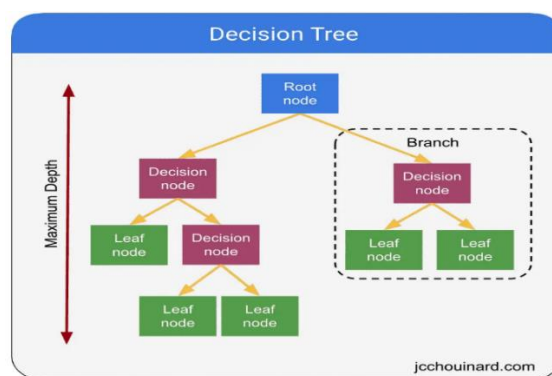 Decision Tree
Root
node
Maximum Depth
Branch
Decision
node
Decision
node
Leaf
node
Decision
node
Leaf
node
Leaf
node
Leaf
node
Leaf
node
jcchouinard.com